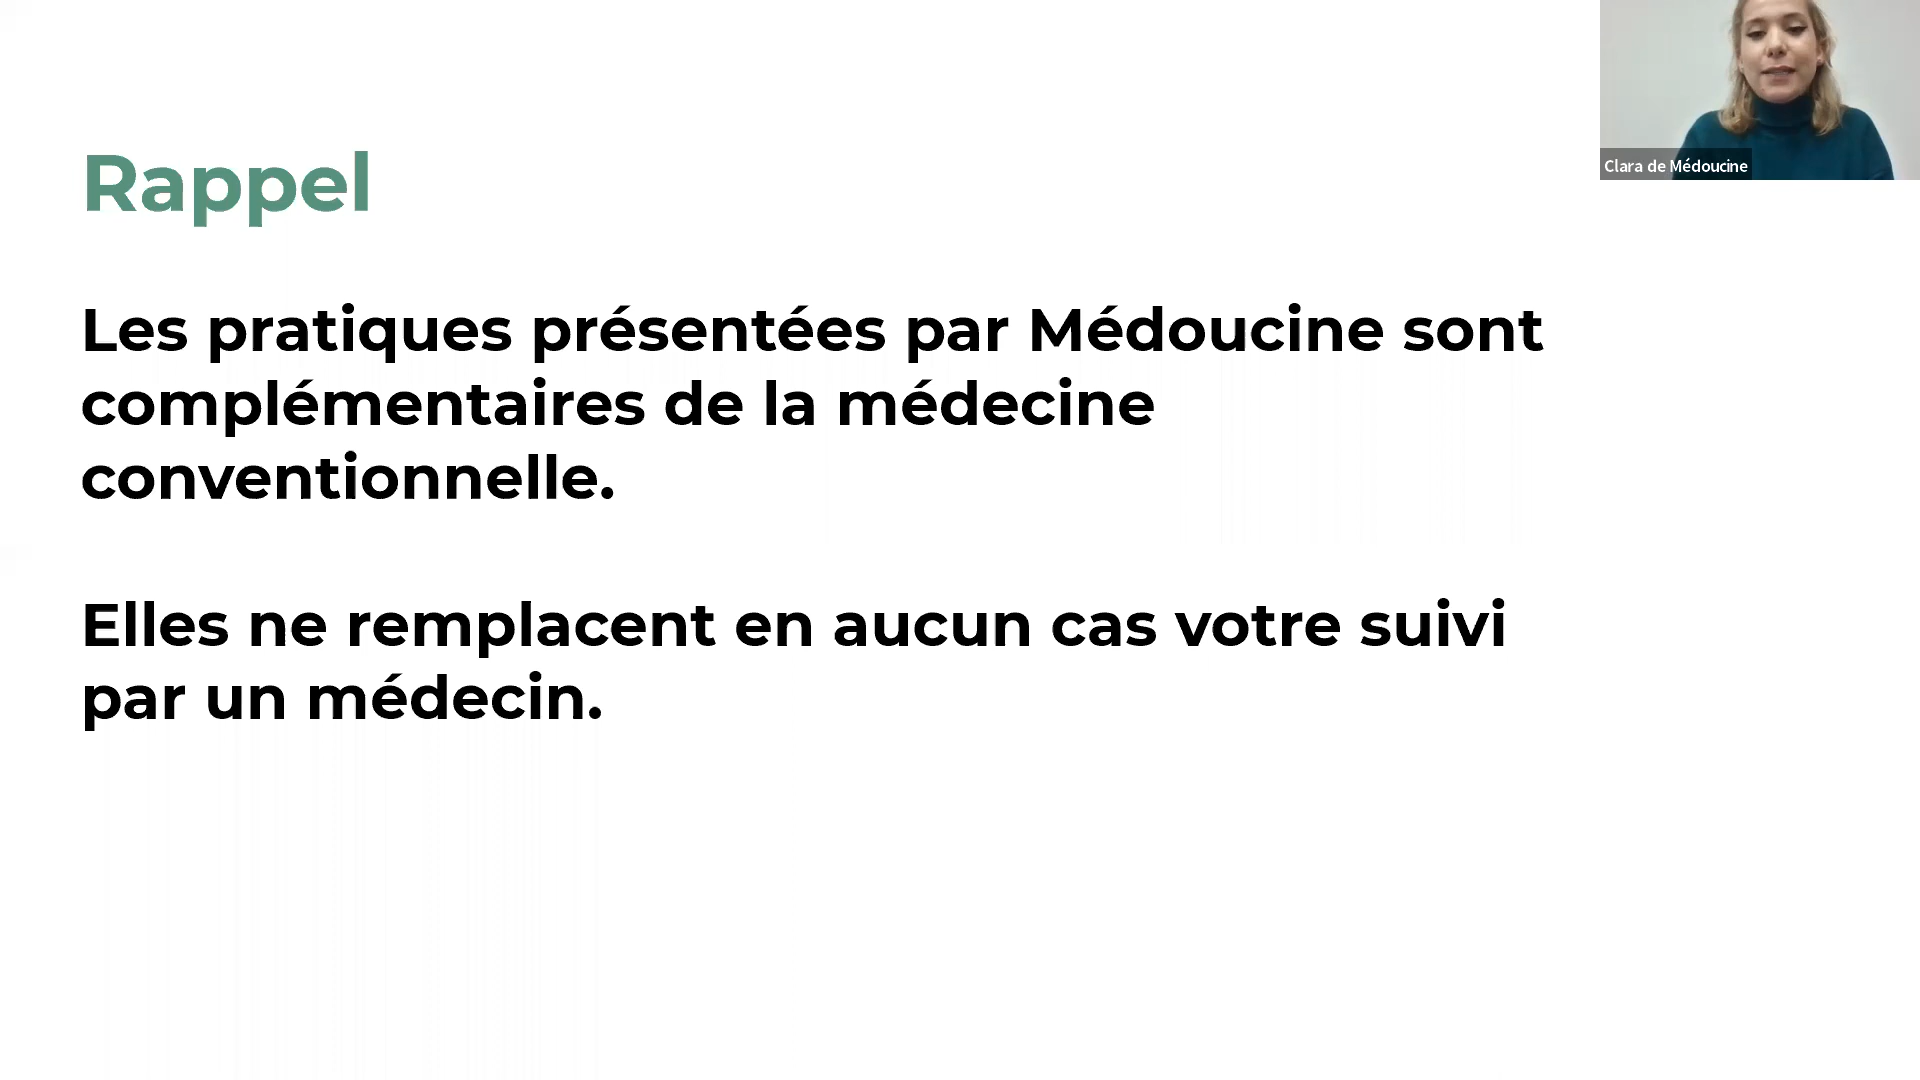 Clara de Médoucine
Rappel
Les pratiques présentées par Médoucine sont
complémentaires de la médecine
conventionnelle.
Elles ne remplacent en aucun cas votre suivi
par un médecin.